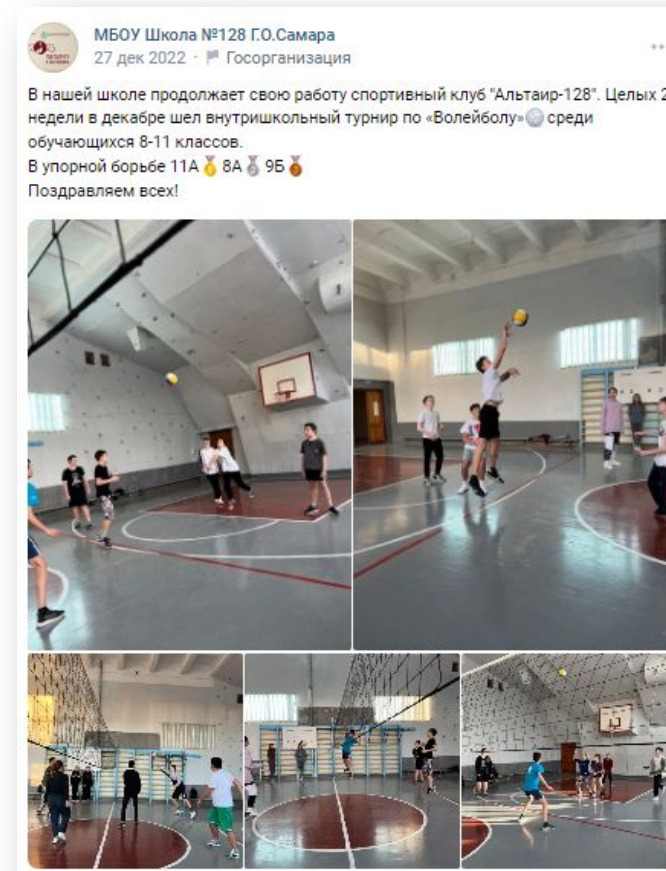 МБОУ Школа №128 Г.О.Самара
27 дек 2022 · Госорганизация
В нашей школе продолжает свою работу спортивный клуб "Альтаир-128". Целых 2
недели в декабре шел внутришкольный турнир по «Волейболу» среди
обучающихся 8-11 классов.
В упорной борьбе 11А🥇 8А🥈 9Б🥉
Поздравляем всех!